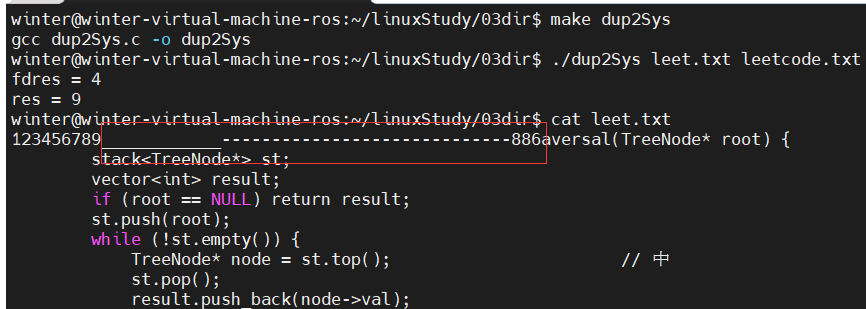 winter@winter-virtual-machine-ros:~/linuxStudy/03dir$ make dup2Sys
gcc dup2Sys.c -o dup2Sys
winter@winter-virtual-machine-ros:~/linuxStudy/03dir$ ./dup2Sys leet.txt leetcode.txt
fdres = 4
res = 9
winter@winter-virtual-machine-ros:~/linuxStudy/03dir$ cat leet.txt
123456789____________-----------------------------886aversal(TreeNode* root) {
        stack<TreeNode*> st;
        vector<int> result;
        if (root == NULL) return result;
        st.push(root);
        while (!st.empty()) {
            TreeNode* node = st.top();                       // 中
            st.pop();
            result.push_back(node->val);